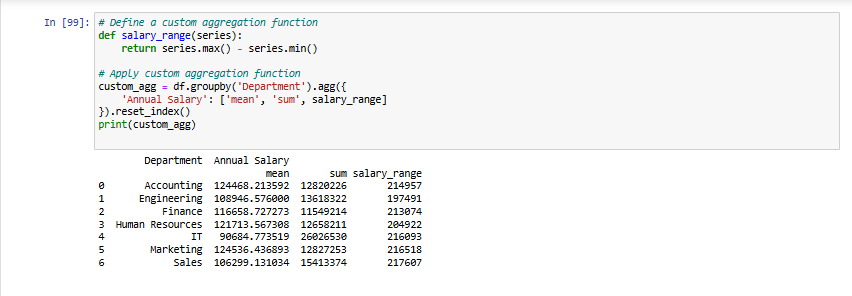 In [99]: # Define a custom aggregation function
def salary_range(series):
    return series.max() - series.min()

# Apply custom aggregation function
custom_agg = df.groupby('Department').agg({
    'Annual Salary': ['mean', 'sum', salary_range]
}).reset_index()
print(custom_agg)

        Department  Annual Salary
                             mean       sum salary_range
0       Accounting  124468.213592  12820226       214957
1      Engineering  108946.576000  13618322       197491
2          Finance  116658.727273  11549214       213074
3  Human Resources  121713.567308  12658211       204922
4               IT   90684.773519  26026530       216093
5        Marketing  124536.436893  12827253       216518
6            Sales  106299.131034  15413374       217607